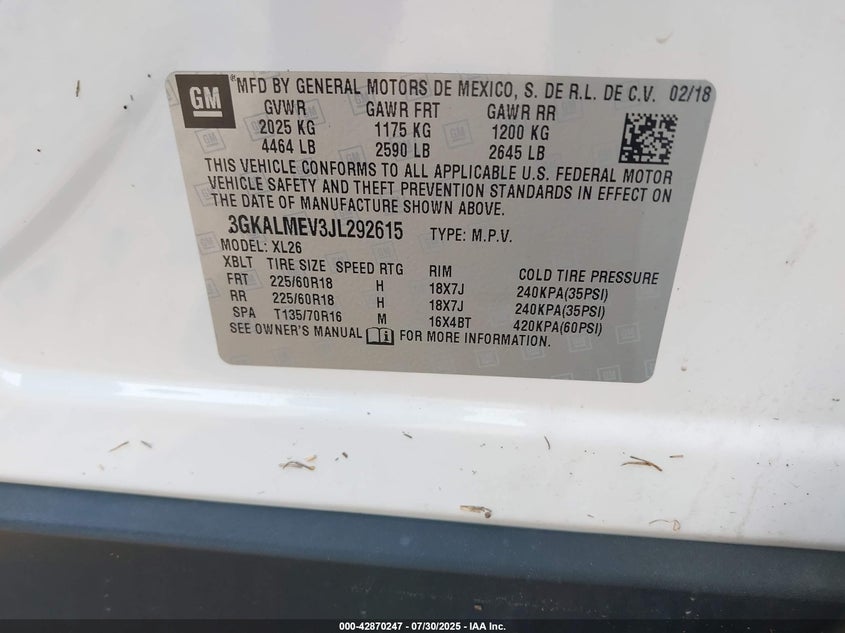 GM
MFD BY GENERAL MOTORS DE MEXICO, S. DE R.L. DE C.V. 02/18
GVWR GAWR FRT GAWR RR
2025 KG 1175 KG 1200 KG
4464 LB 2590 LB 2645 LB
THIS VEHICLE CONFORMS TO ALL APPLICABLE U.S. FEDERAL MOTOR
VEHICLE SAFETY AND THEFT PREVENTION STANDARDS IN EFFECT ON
THE DATE OF MANUFACTURE SHOWN ABOVE.
3GKALMEV3JL292615 TYPE: M.P.V.
MODEL: XL26
XBLT TIRE SIZE SPEED RTG RIM COLD TIRE PRESSURE
FRT 225/60R18 H 18X7J 240KPA(35PSI)
RR 225/60R18 H 18X7J 240KPA(35PSI)
SPA T135/70R16 M 16X4BT 420KPA(60PSI)
SEE OWNER'S MANUAL FOR MORE INFORMATION.
000-42870247 - 07/30/2025 - IAA Inc.